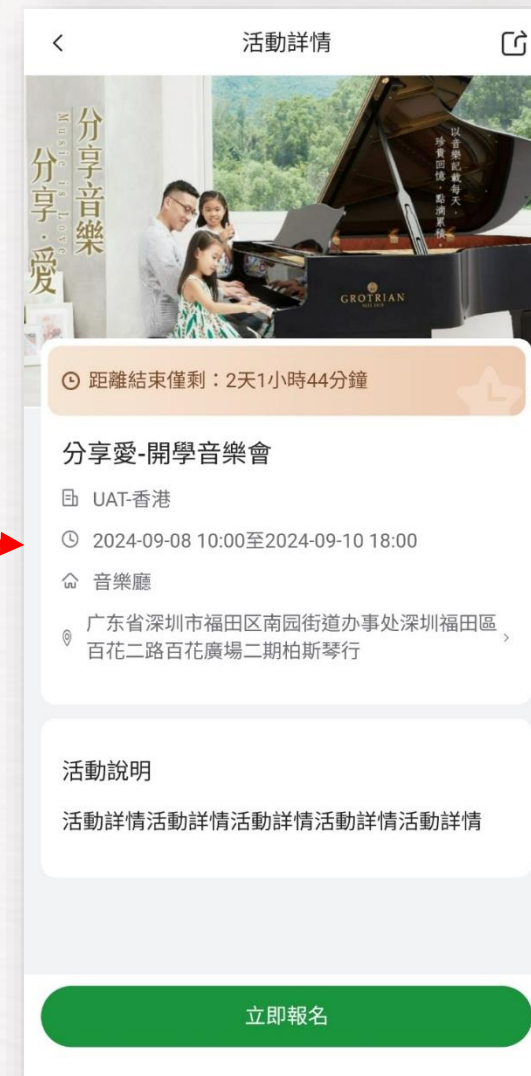 活動詳情
分享音樂
Music is Love
分享·愛
以音樂記載每天，
珍貴回憶，點滴累積。
GROTRIAN
距離結束僅剩：2天1小時44分鐘
分享愛-開學音樂會
UAT-香港
2024-09-08 10:00至2024-09-10 18:00
音樂廳
广东省深圳市福田区南园街道办事处深圳福田區
百花二路百花廣場二期柏斯琴行
活動說明
活動詳情活動詳情活動詳情活動詳情活動詳情
立即報名